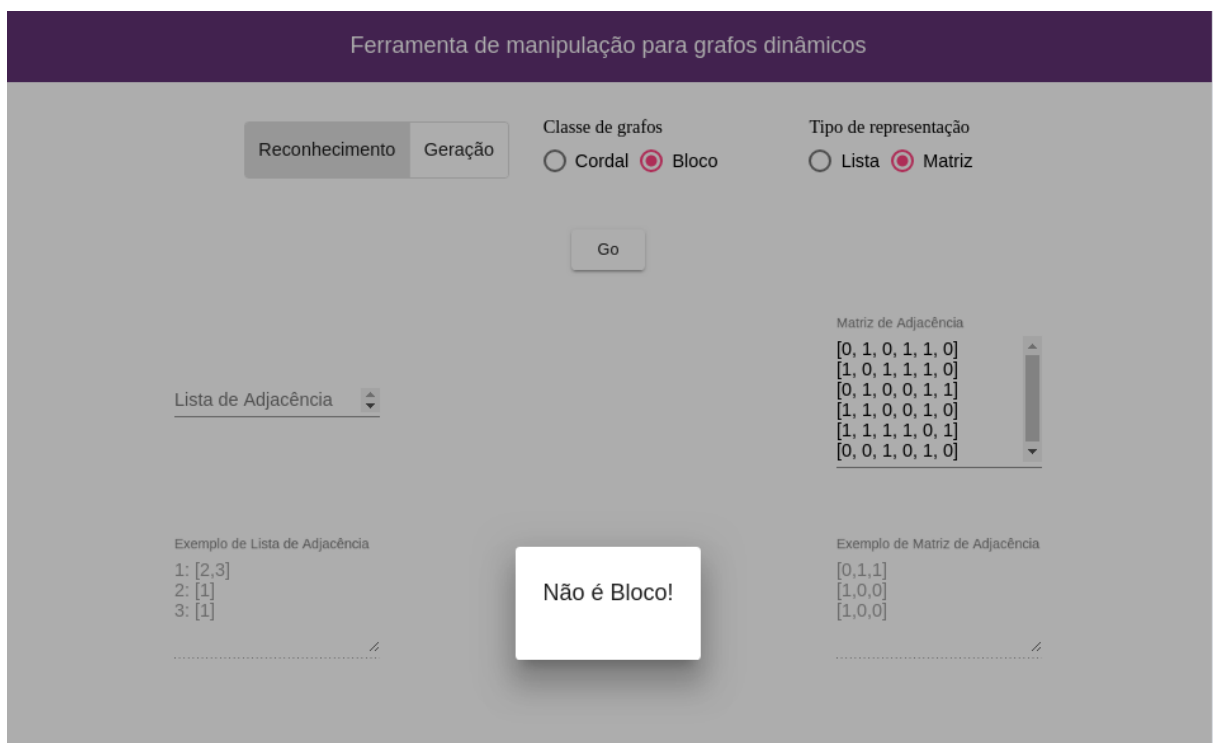 Ferramenta de manipulação para grafos dinâmicos
Classe de grafos
Tipo de representação
Reconhecimento Geração
Cordal Bloco
Lista Matriz
Go
Matriz de Adjacência
[0, 1, 0, 1, 1, 0]
[1, 0, 1, 1, 1, 0]
[0, 1, 0, 0, 1, 1]
[1, 1, 0, 0, 1, 0]
[1, 1, 1, 1, 0, 1]
[0, 0, 1, 0, 1, 0]
Lista de Adjacência
Exemplo de Lista de Adjacência
1: [2,3]
2: [1]
3: [1]
Não é Bloco!
Exemplo de Matriz de Adjacência
[0,1,1]
[1,0,0]
[1,0,0]